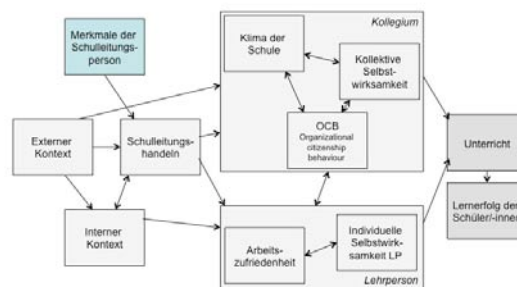 Kollegium
Merkmale der
Schulleitungs-
person
Klima der
Schule
Kollektive
Selbst-
wirksamkeit
OCB
Organizational
citizenship
behaviour
Externer
Kontext
Schulleitungs-
handeln
Unterricht
Lernerfolg der
Schüler/-innen
Interner
Kontext
Arbeits-
zufriedenheit
Individuelle
Selbstwirk-
samkeit LP
Lehrperson